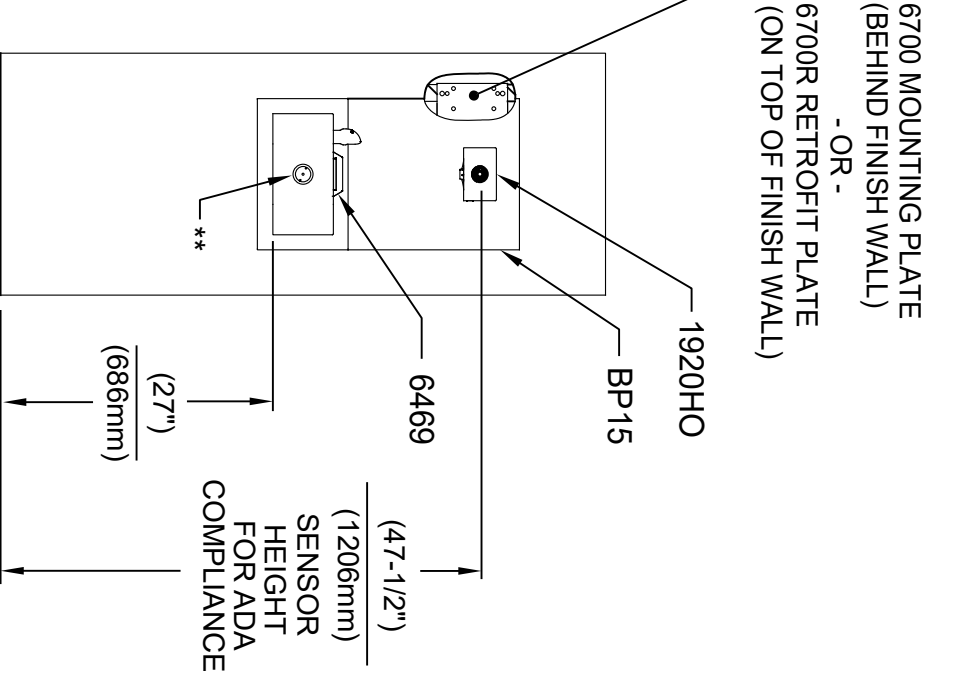 6700 MOUNTING PLATE
(BEHIND FINISH WALL)
- OR -
6700R RETROFIT PLATE
(ON TOP OF FINISH WALL)
1920HO
BP15
6469
**
(27")
(686mm)
(47-1/2")
(1206mm)
SENSOR
HEIGHT
FOR ADA
COMPLIANCE